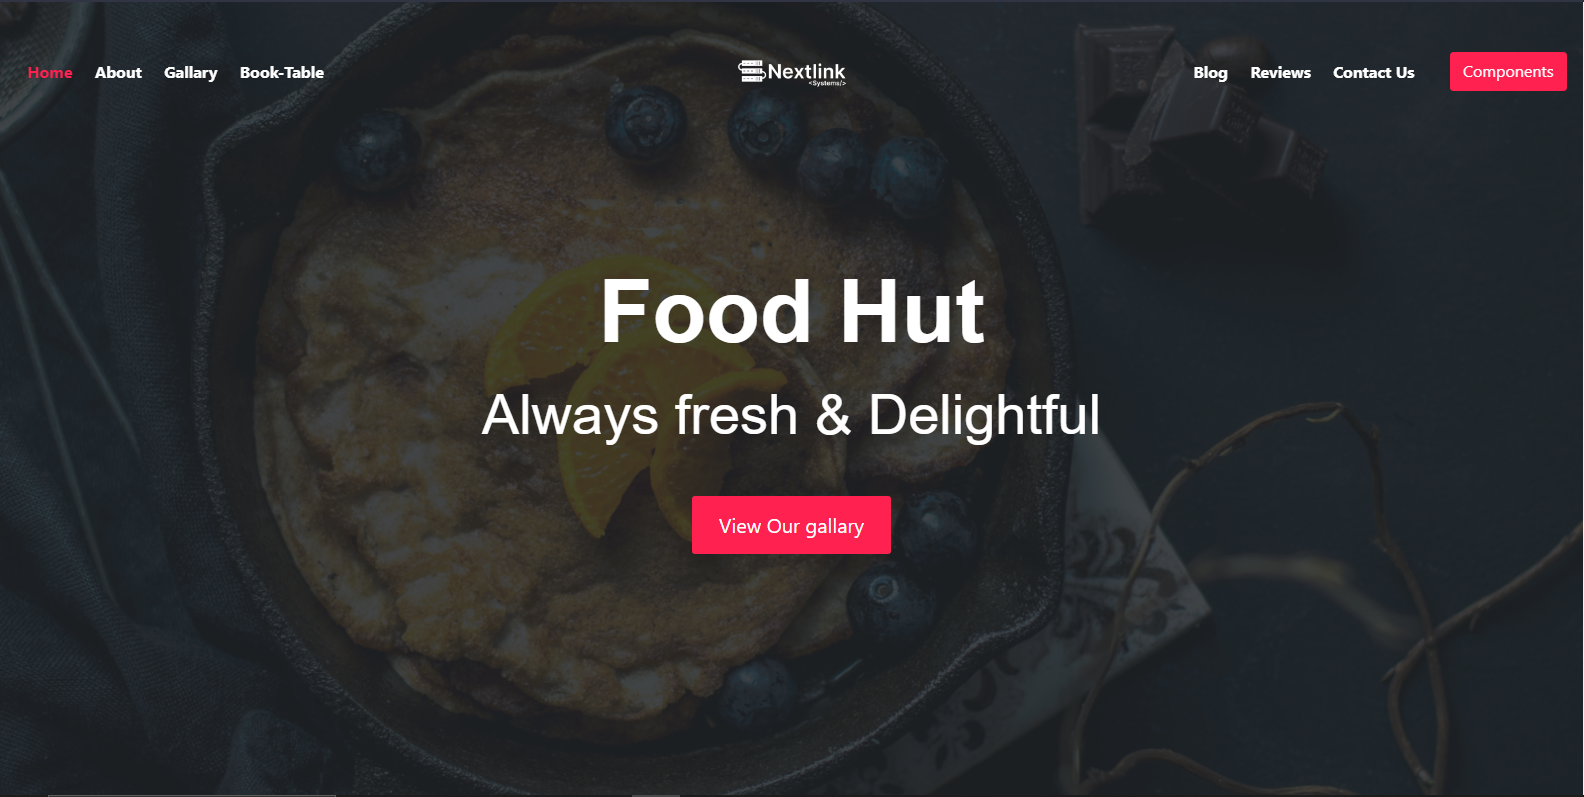 Home About Gallary Book-Table Nextlink Blog Reviews Contact Us Components
<Systems/>
Food Hut
Always fresh & Delightful
View Our gallary